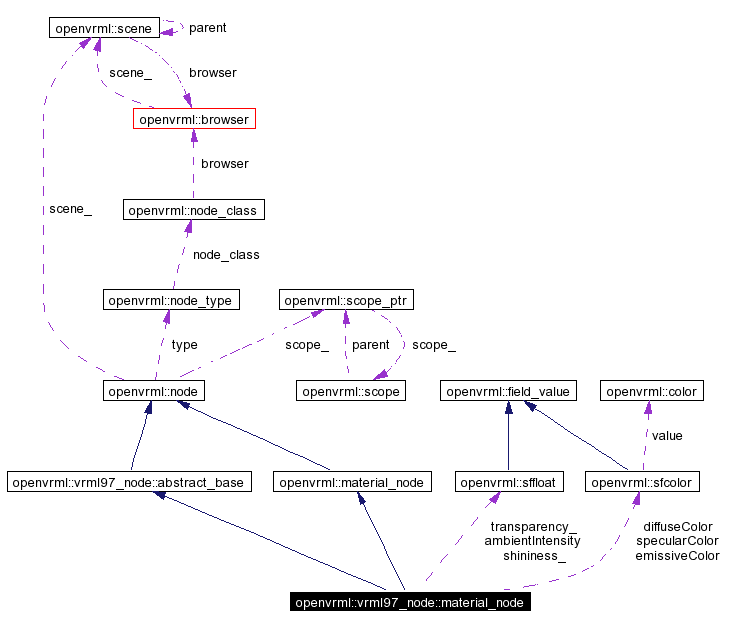 openvrml::scene
parent
scene_
browser
openvrml::browser
browser
scene_
openvrml::node_class
node_class
openvrml::node_type
openvrml::scope_ptr
type
scope_
parent
scope_
openvrml::node
openvrml::scope
openvrml::field_value
openvrml::color
value
openvrml::vrml97_node::abstract_base
openvrml::material_node
openvrml::sffloat
openvrml::sfcolor
transparency_
ambientIntensity
shininess_
diffuseColor
specularColor
emissiveColor
openvrml::vrml97_node::material_node